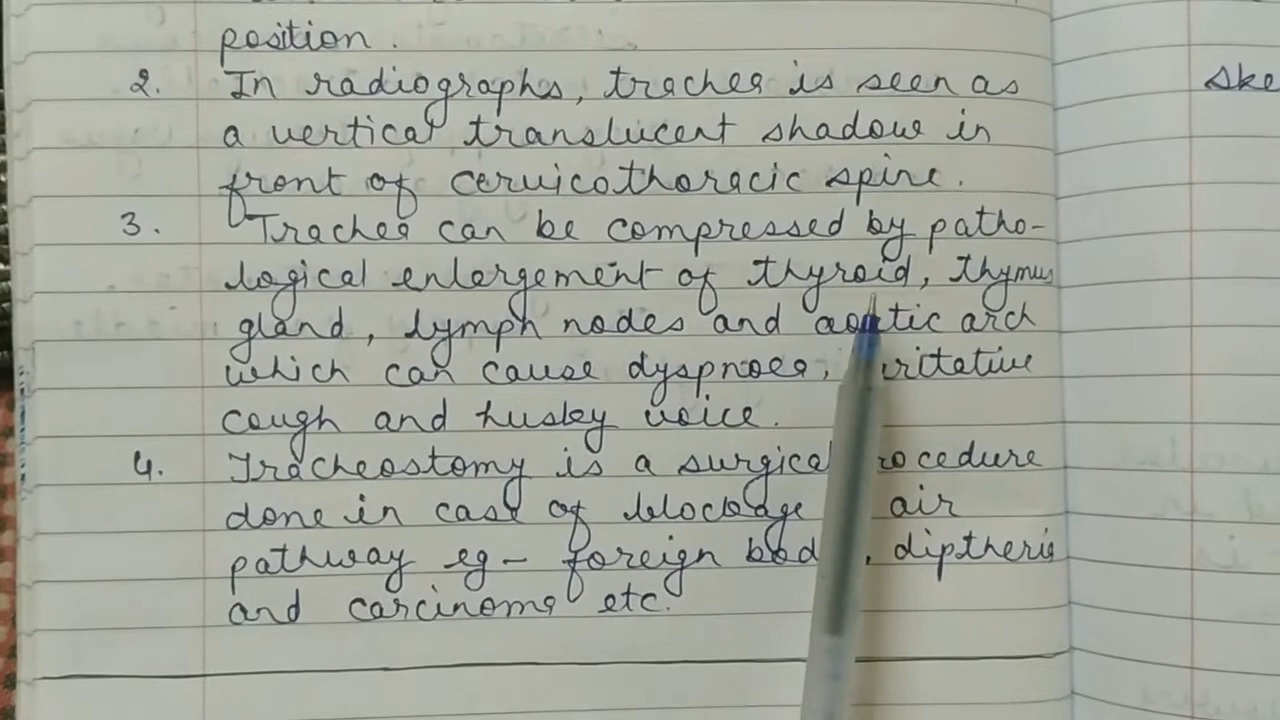 position.
2. In radiographs, trachea is seen as
a vertical translucent shadow in
front of cervicothoracic spine.
3. Trachea can be compressed by patho-
logical enlargement of thyroid, thymus
gland, lymph nodes and aortic arch
which can cause dyspnoea, irritative
cough and husky voice.
4. Tracheostomy is a surgical procedure
done in case of blockage air
pathway eg - foreign body, diptheria
and carcinoma etc.
Ske